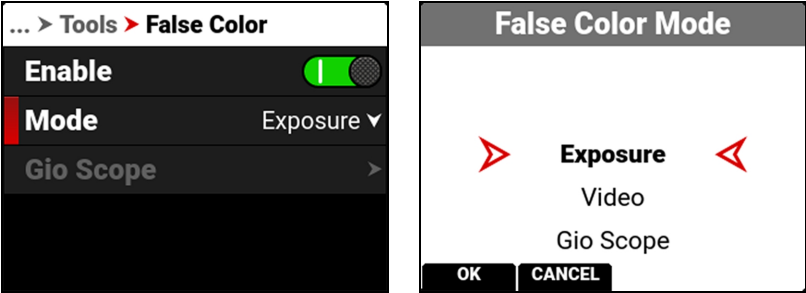 ... > Tools > False Color
Enable
Mode Exposure
Gio Scope >
False Color Mode
Exposure
Video
Gio Scope
OK CANCEL